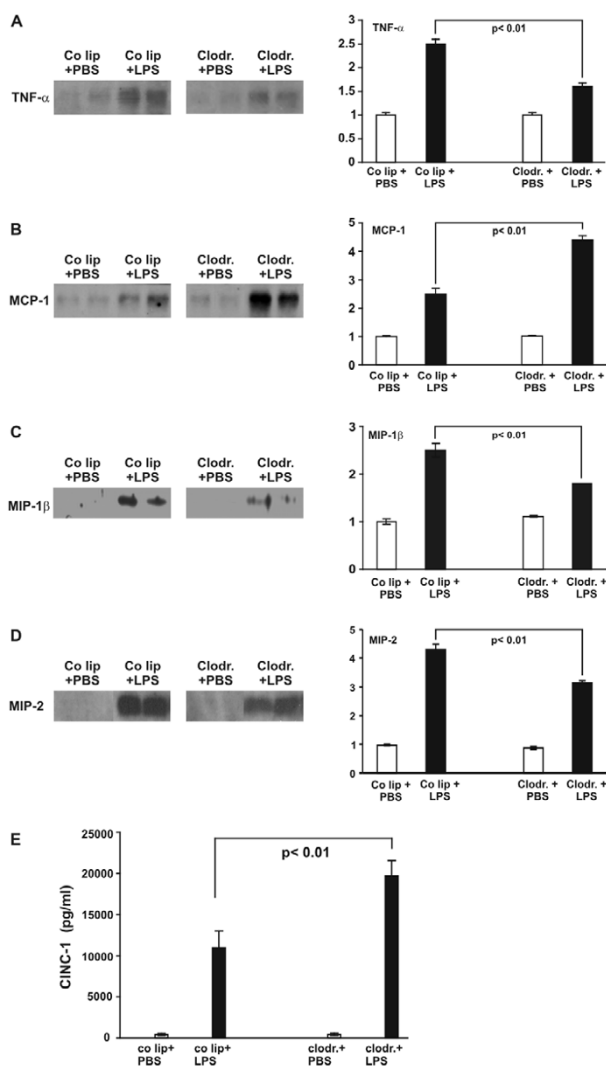 A
Co lip Co lip Clodr. Clodr.
+PBS +LPS +PBS +LPS
TNF-α
TNF-α
p< 0.01
3
2.5
2
1.5
1
0.5
0
Co lip + Co lip + Clodr. + Clodr. +
PBS LPS PBS LPS
B
Co lip Co lip Clodr. Clodr.
+PBS +LPS +PBS +LPS
MCP-1
MCP-1
p< 0.01
5
4
3
2
1
0
Co lip + Co lip + Clodr. + Clodr. +
PBS LPS PBS LPS
C
Co lip Co lip Clodr. Clodr.
+PBS +LPS +PBS +LPS
MIP-1β
MIP-1β
p< 0.01
3
2
1
0
Co lip + Co lip + Clodr. + Clodr. +
PBS LPS PBS LPS
D
Co lip Co lip Clodr. Clodr.
+PBS +LPS +PBS +LPS
MIP-2
MIP-2
p< 0.01
5
4
3
2
1
0
Co lip + Co lip + Clodr. + Clodr. +
PBS LPS PBS LPS
E
CINC-1 (pg/ml)
p< 0.01
25000
20000
15000
10000
5000
0
co lip+ co lip+ clodr.+ clodr.+
PBS LPS PBS LPS